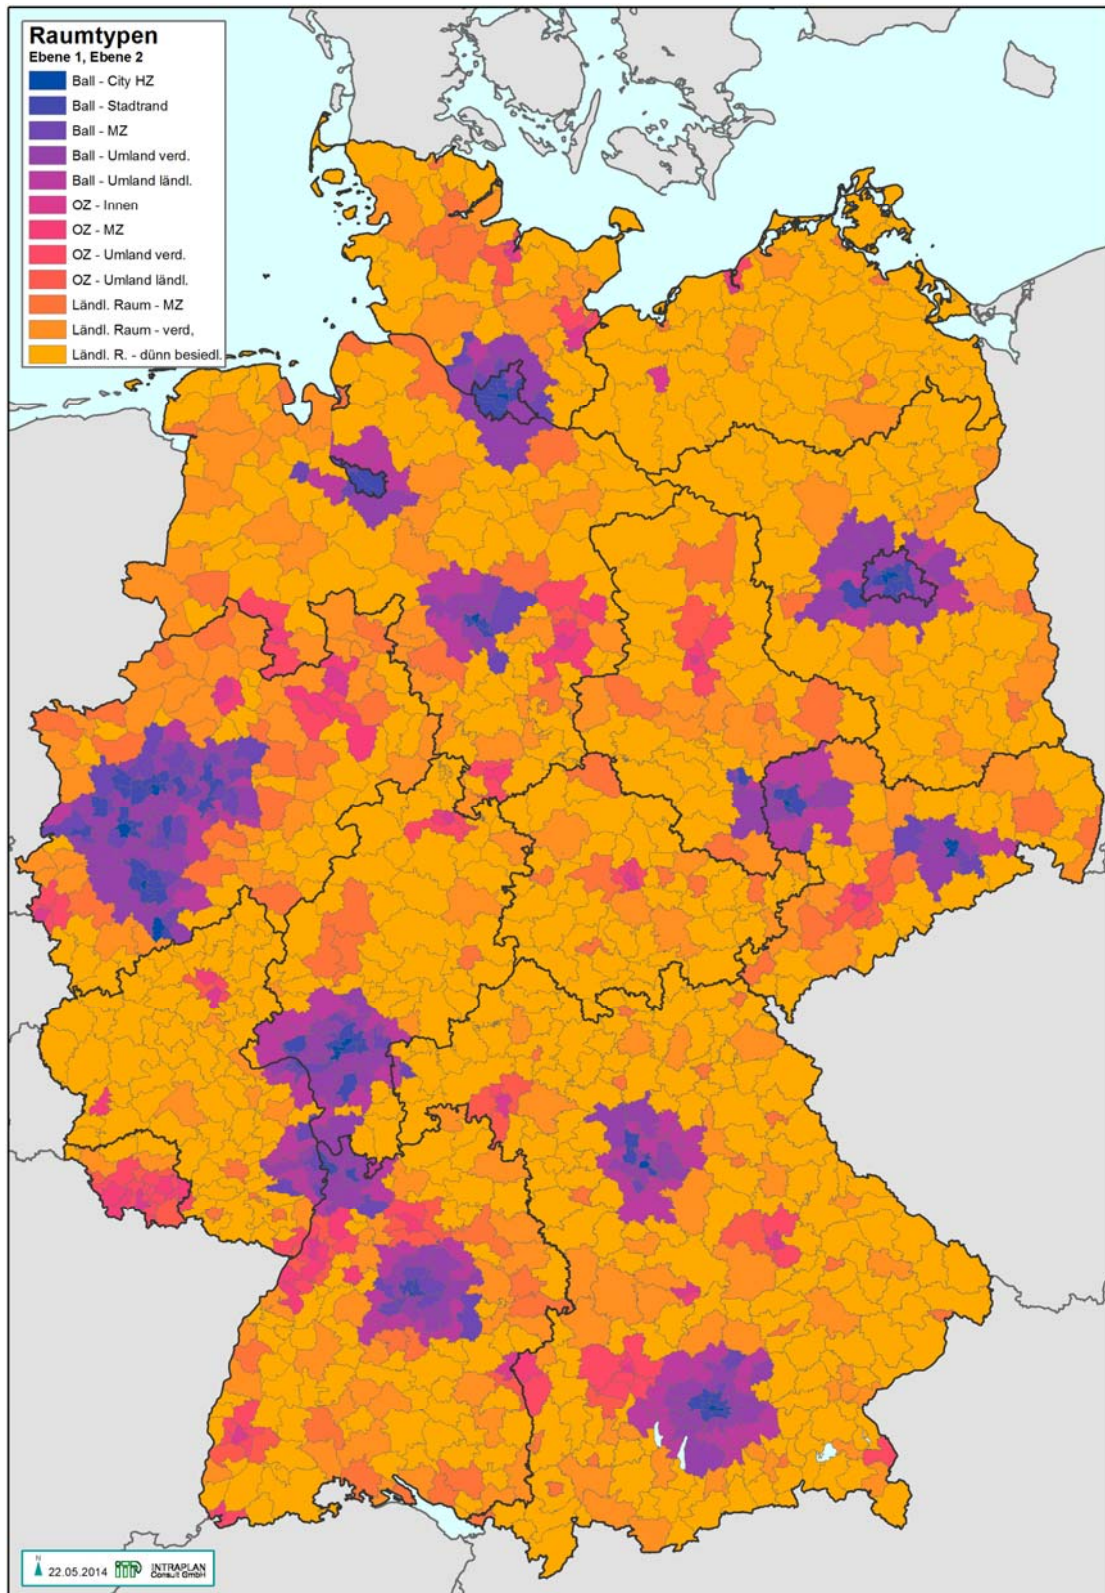 Raumtypen
Ebene 1, Ebene 2
Ball - City HZ
Ball - Stadtrand
Ball - MZ
Ball - Umland verd.
Ball - Umland ländl.
OZ - Innen
OZ - MZ
OZ - Umland verd.
OZ - Umland ländl.
Ländl. Raum - MZ
Ländl. Raum - verd,
Ländl. R. - dünn besiedl.
N
22.05.2014 INTRAPLAN
Consult GmbH